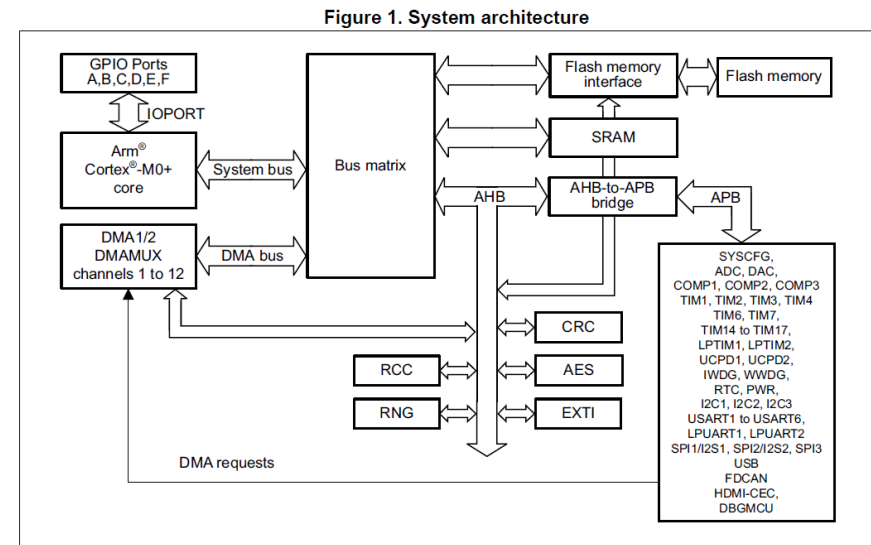 Figure 1. System architecture
GPIO Ports
A,B,C,D,E,F
IOPORT
Arm®
Cortex®-M0+
core
System bus
DMA1/2
DMAMUX
channels 1 to 12
DMA bus
Bus matrix
Flash memory
interface
Flash memory
SRAM
AHB
AHB-to-APB
bridge
APB
CRC
RCC
AES
RNG
EXTI
DMA requests
SYSCFG,
ADC, DAC,
COMP1, COMP2, COMP3
TIM1, TIM2, TIM3, TIM4
TIM6, TIM7,
TIM14 to TIM17,
LPTIM1, LPTIM2,
UCPD1, UCPD2,
IWDG, WWDG,
RTC, PWR,
I2C1, I2C2, I2C3
USART1 to USART6,
LPUART1, LPUART2
SPI1/I2S1, SPI2/I2S2, SPI3
USB
FDCAN
HDMI-CEC,
DBGMCU